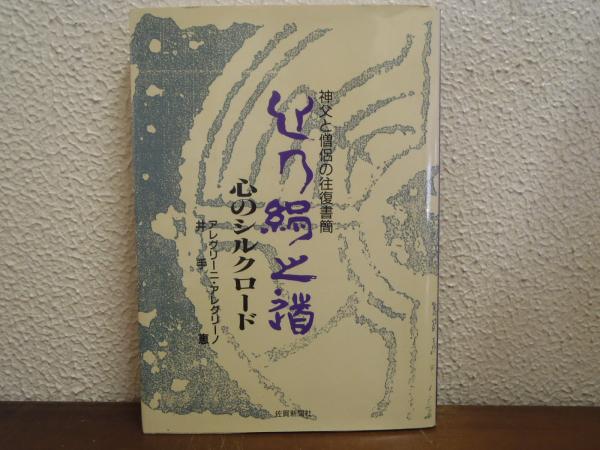 神父と僧侶の往復書簡
心乃絹之道
心のシルクロード
アレグリーニ・アレグリーノ
井手 恵
佐賀新聞社